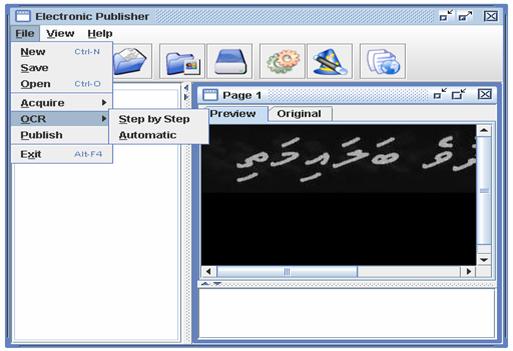 Electronic Publisher
File View Help
New Ctrl-N
Save
Open Ctrl-O
Acquire
OCR
Publish
Exit Alt-F4
Step by Step
Automatic
Page 1
Preview Original
ބަލައިމަތި